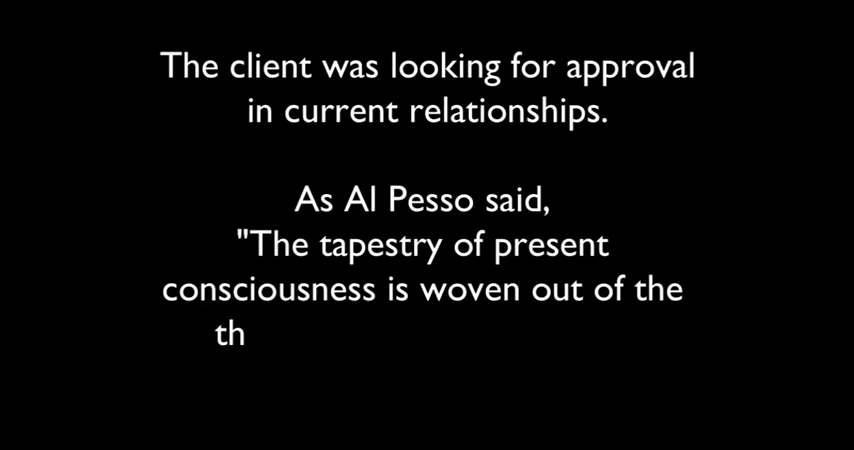 The client was looking for approval
in current relationships.
As Al Pesso said,
"The tapestry of present
consciousness is woven out of the
th